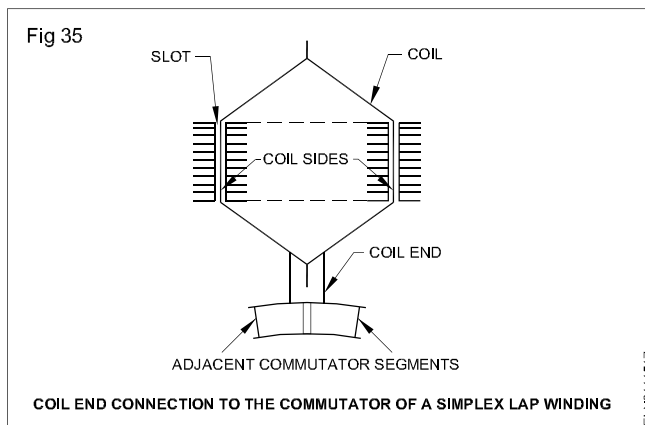 Fig 35
SLOT
COIL
COIL SIDES
COIL END
ADJACENT COMMUTATOR SEGMENTS
COIL END CONNECTION TO THE COMMUTATOR OF A SIMPLEX LAP WINDING